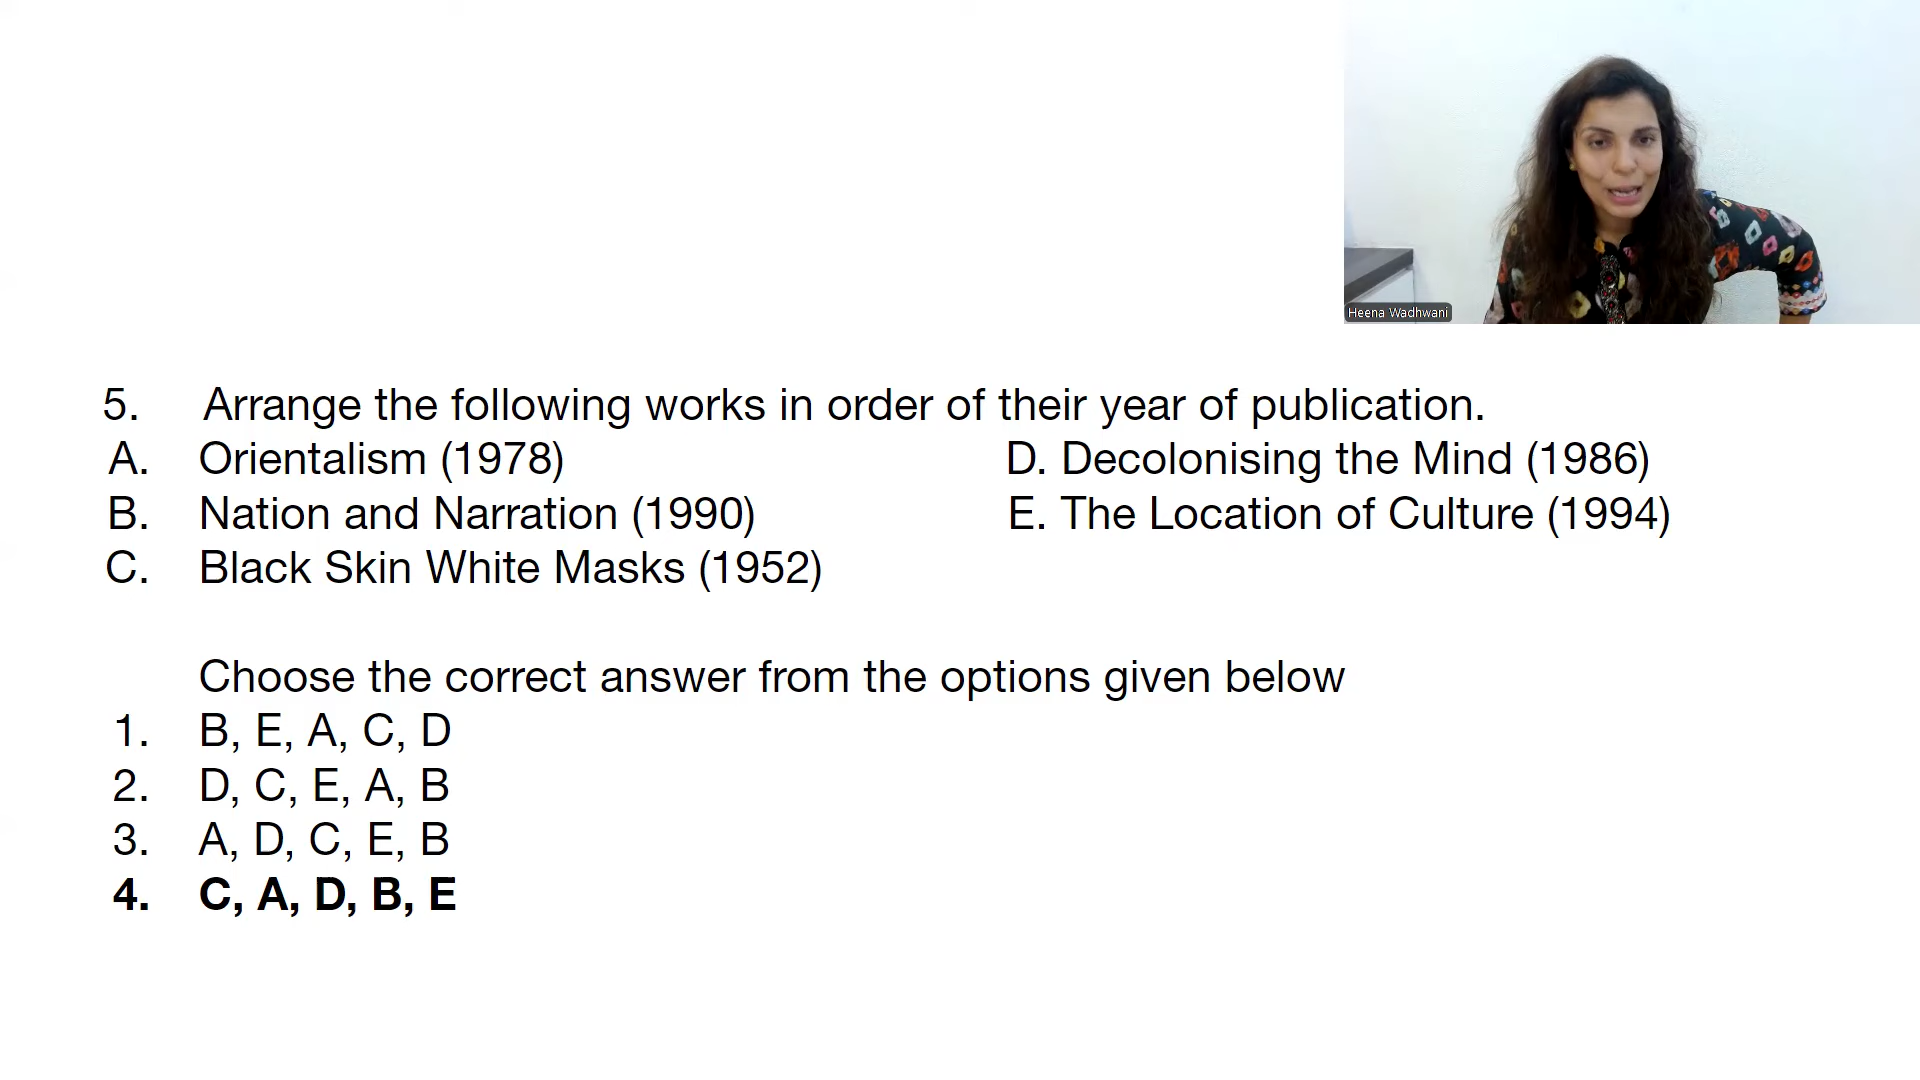 Heena Wadhwani
5. Arrange the following works in order of their year of publication.
A. Orientalism (1978) D. Decolonising the Mind (1986)
B. Nation and Narration (1990) E. The Location of Culture (1994)
C. Black Skin White Masks (1952)
Choose the correct answer from the options given below
1. B, E, A, C, D
2. D, C, E, A, B
3. A, D, C, E, B
4. C, A, D, B, E